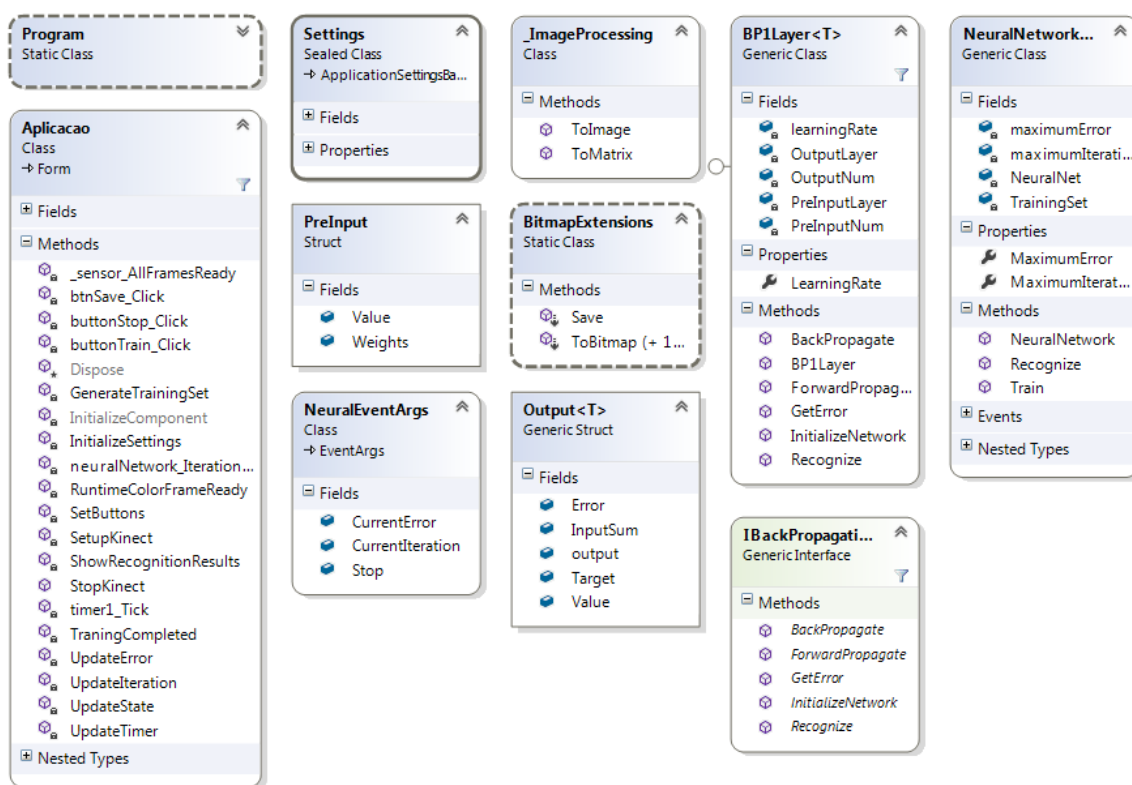 Program
Static Class
Aplicacao
Class
Form
Fields
Methods
_sensor_AllFramesReady
btnSave_Click
buttonStop_Click
buttonTrain_Click
Dispose
GenerateTrainingSet
InitializeComponent
InitializeSettings
neuralNetwork_Iteration...
RuntimeColorFrameReady
SetButtons
SetupKinect
ShowRecognitionResults
StopKinect
timer1_Tick
TraningCompleted
UpdateError
UpdateIteration
UpdateState
UpdateTimer
Nested Types
Settings
Sealed Class
ApplicationSettingsBa...
Fields
Properties
PreInput
Struct
Fields
Value
Weights
NeuralEventArgs
Class
EventArgs
Fields
CurrentError
CurrentIteration
Stop
_ImageProcessing
Class
Methods
ToImage
ToMatrix
BitmapExtensions
Static Class
Methods
Save
ToBitmap (+ 1...
Output<T>
Generic Struct
Fields
Error
InputSum
output
Target
Value
BP1Layer<T>
Generic Class
Fields
learningRate
OutputLayer
OutputNum
PreInputLayer
PreInputNum
Properties
LearningRate
Methods
BackPropagate
BP1Layer
ForwardPropag...
GetError
InitializeNetwork
Recognize
IBackPropagati...
Generic Interface
Methods
BackPropagate
ForwardPropagate
GetError
InitializeNetwork
Recognize
NeuralNetwork...
Generic Class
Fields
maximumError
maximumIterati...
NeuralNet
TrainingSet
Properties
MaximumError
MaximumIterat...
Methods
NeuralNetwork
Recognize
Train
Events
Nested Types